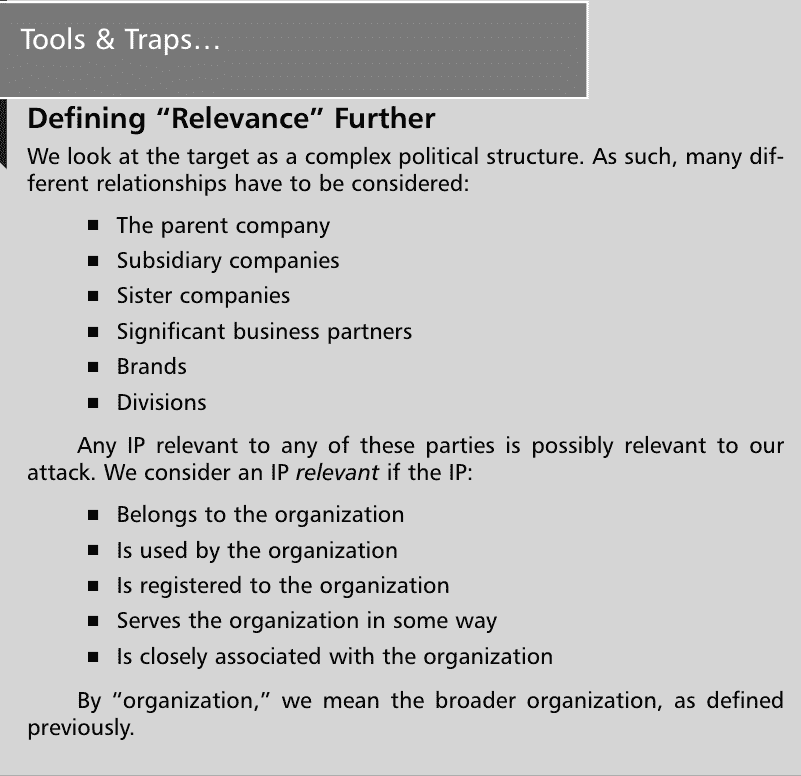 Tools & Traps…
Defining “Relevance” Further
We look at the target as a complex political structure. As such, many dif-
ferent relationships have to be considered:
■ The parent company
■ Subsidiary companies
■ Sister companies
■ Significant business partners
■ Brands
■ Divisions
Any IP relevant to any of these parties is possibly relevant to our
attack. We consider an IP relevant if the IP:
■ Belongs to the organization
■ Is used by the organization
■ Is registered to the organization
■ Serves the organization in some way
■ Is closely associated with the organization
By “organization,” we mean the broader organization, as defined
previously.